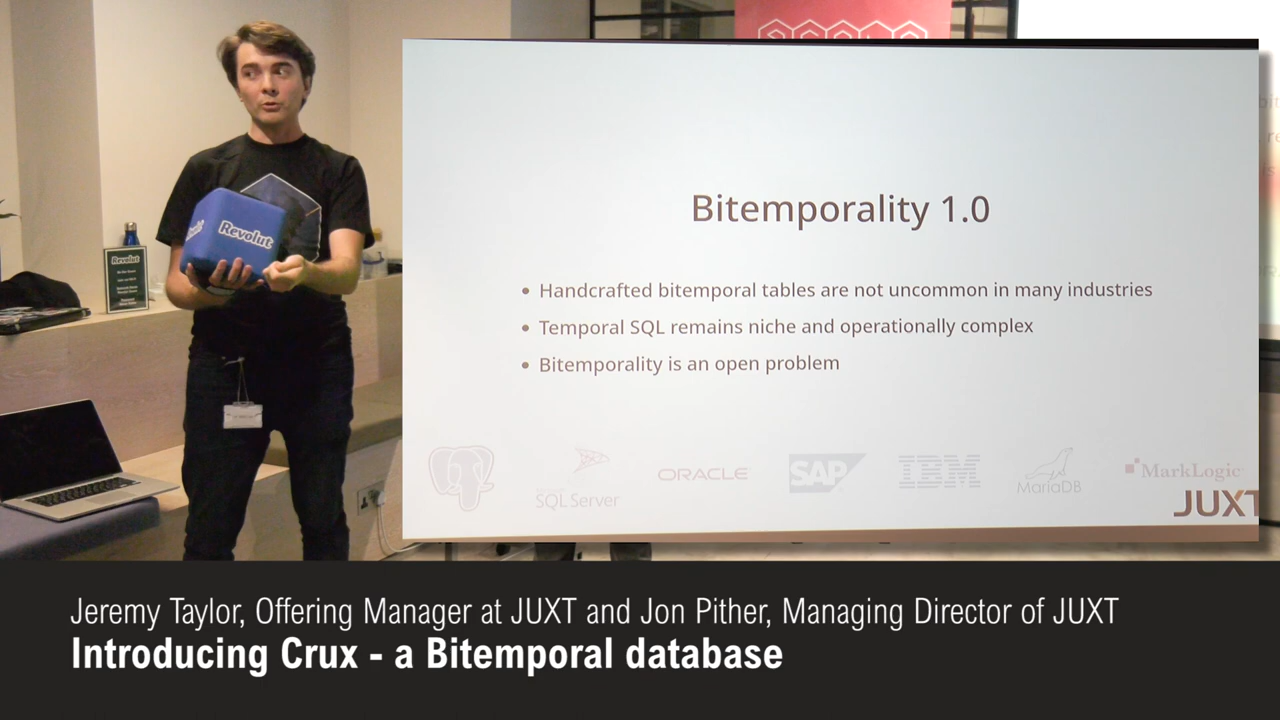 Bitemporality 1.0
• Handcrafted bitemporal tables are not uncommon in many industries
• Temporal SQL remains niche and operationally complex
• Bitemporality is an open problem
SQL Server
ORACLE
SAP
IBM
MariaDB
MarkLogic
JUXT
Revolut
Revolut
Jeremy Taylor, Offering Manager at JUXT and Jon Pither, Managing Director of JUXT
Introducing Crux - a Bitemporal database